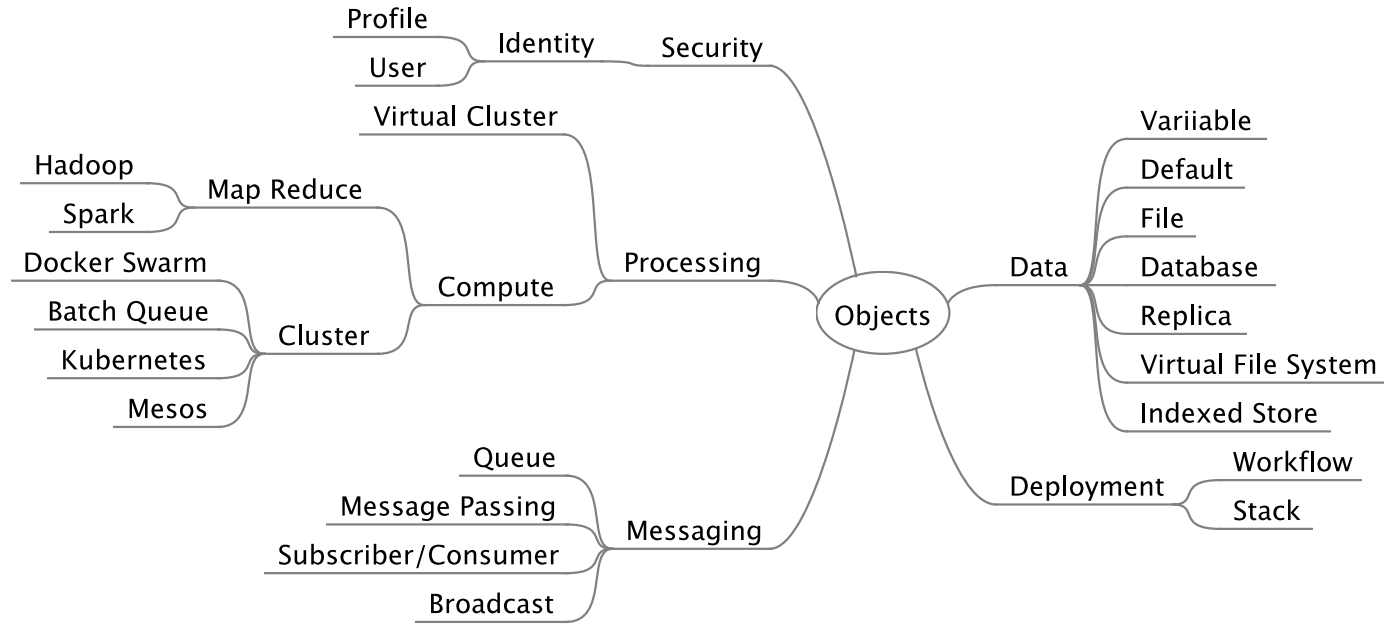 Profile
Identity
Security
User
Virtual Cluster
Hadoop
Map Reduce
Spark
Docker Swarm
Batch Queue
Cluster
Kubernetes
Mesos
Compute
Processing
Queue
Message Passing
Messaging
Subscriber/Consumer
Broadcast
Objects
Data
Variiable
Default
File
Database
Replica
Virtual File System
Indexed Store
Deployment
Workflow
Stack